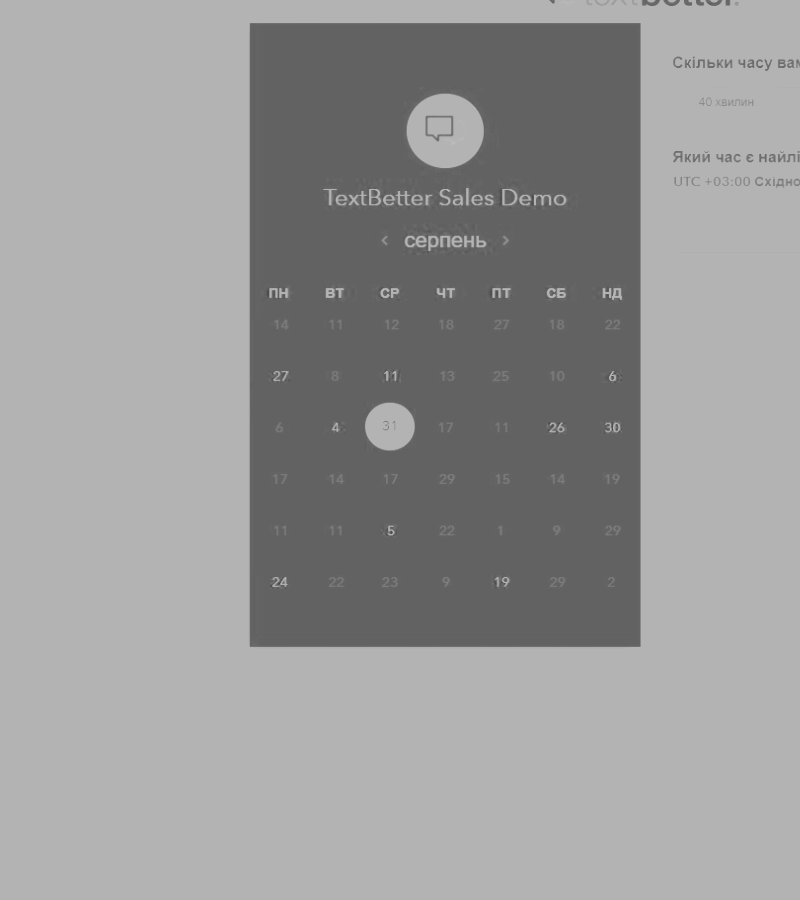 textbetter.
TextBetter Sales Demo
‹ серпень ›
ПН ВТ СР ЧТ ПТ СБ НД
14 11 12 18 27 18 22
27 8 11 13 25 10 6
6 4 31 17 11 26 30
17 14 17 29 15 14 19
11 11 5 22 1 9 29
24 22 23 9 19 29 2
Скільки часу вам
40 хвилин
Який час є найлі
UTC +03:00 Східно